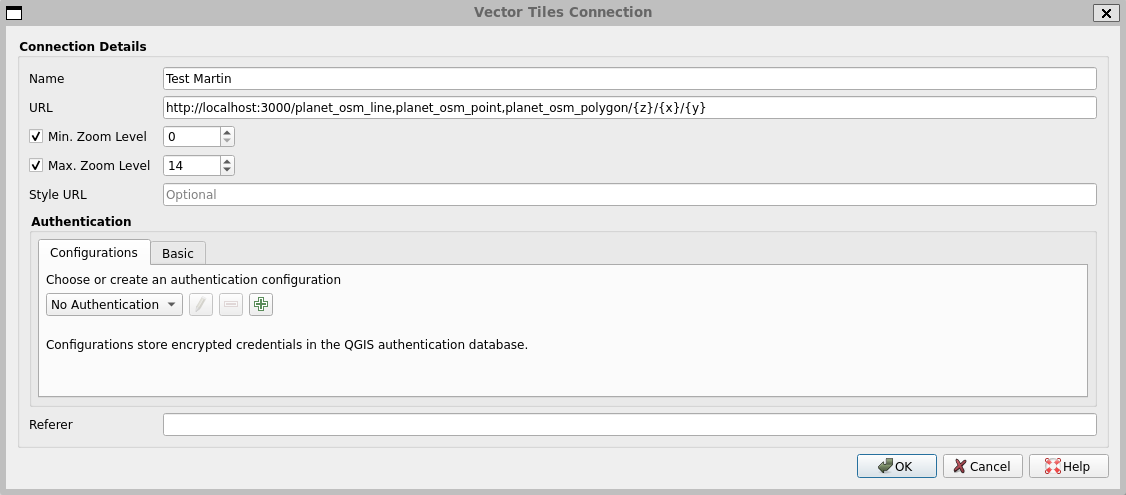 Vector Tiles Connection
Connection Details
Name Test Martin
URL http://localhost:3000/planet_osm_line,planet_osm_point,planet_osm_polygon/{z}/{x}/{y}
Min. Zoom Level 0
Max. Zoom Level 14
Style URL Optional
Authentication
Configurations Basic
Choose or create an authentication configuration
No Authentication
Configurations store encrypted credentials in the QGIS authentication database.
Referer
OK Cancel Help